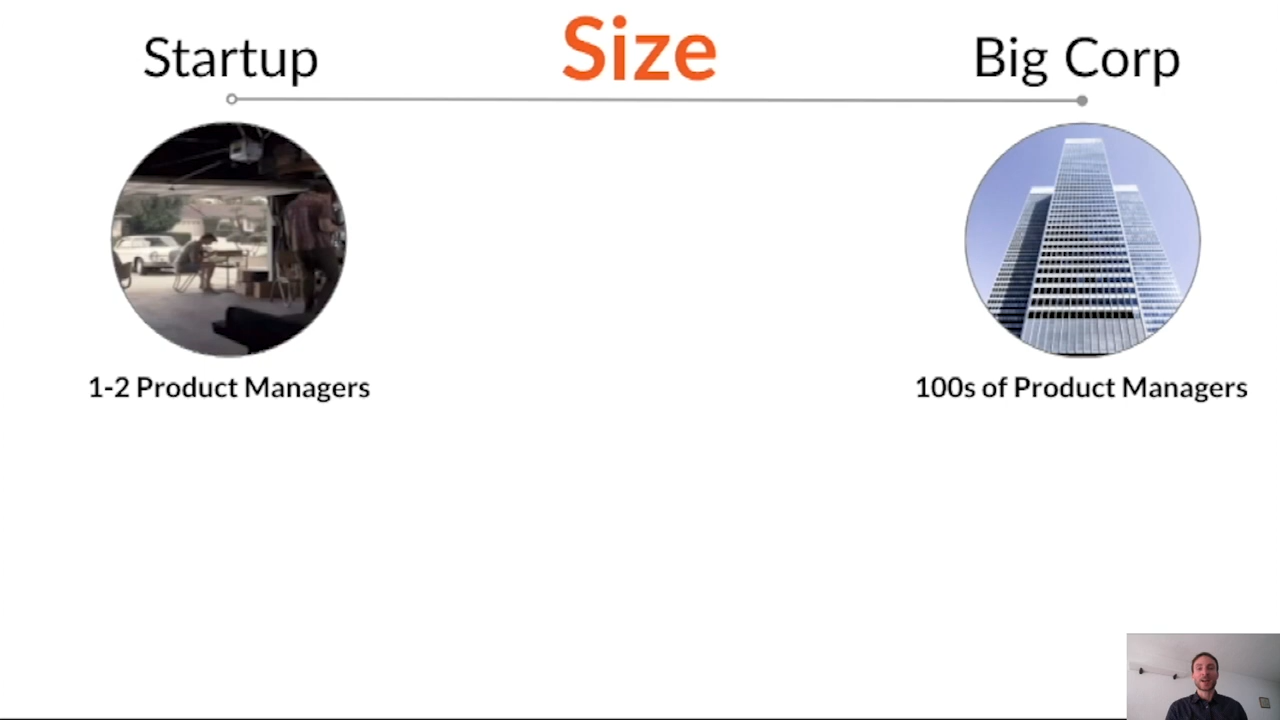 Startup
Size
Big Corp
1-2 Product Managers
100s of Product Managers